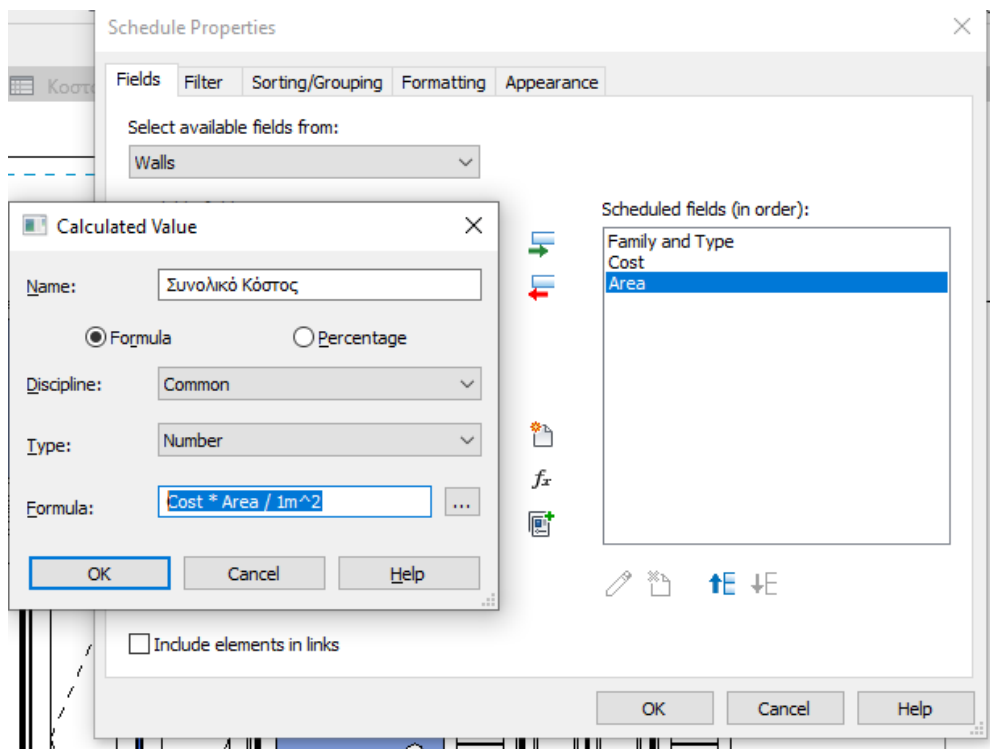 Schedule Properties
Fields
Filter
Sorting/Grouping
Formatting
Appearance
Select available fields from:
Walls
Scheduled fields (in order):
Family and Type
Cost
Area
Calculated Value
Name:
Συνολικό Κόστος
Formula
Percentage
Discipline:
Common
Type:
Number
Formula:
Cost * Area / 1m^2
...
OK
Cancel
Help
fx
Include elements in links
OK
Cancel
Help